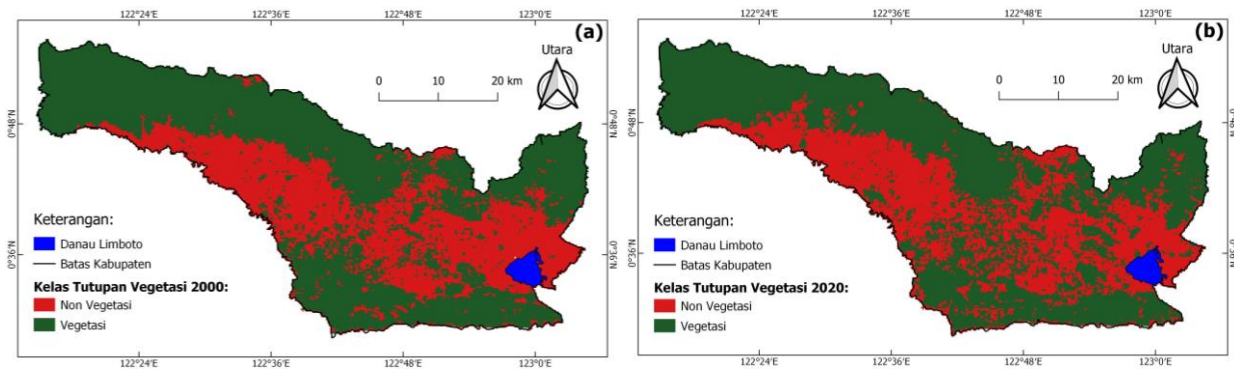 122°24'E 122°36'E 122°48'E 123°0'E
(a)
Utara
0 10 20 km
0°48'N 0°48'N
Keterangan:
Danau Limboto
Batas Kabupaten
0°36'N 0°36'N
Kelas Tutupan Vegetasi 2000:
Non Vegetasi
Vegetasi
122°24'E 122°36'E 122°48'E 123°0'E
122°24'E 122°36'E 122°48'E 123°0'E
(b)
Utara
0 10 20 km
0°48'N 0°48'N
Keterangan:
Danau Limboto
Batas Kabupaten
0°36'N 0°36'N
Kelas Tutupan Vegetasi 2020:
Non Vegetasi
Vegetasi
122°24'E 122°36'E 122°48'E 123°0'E